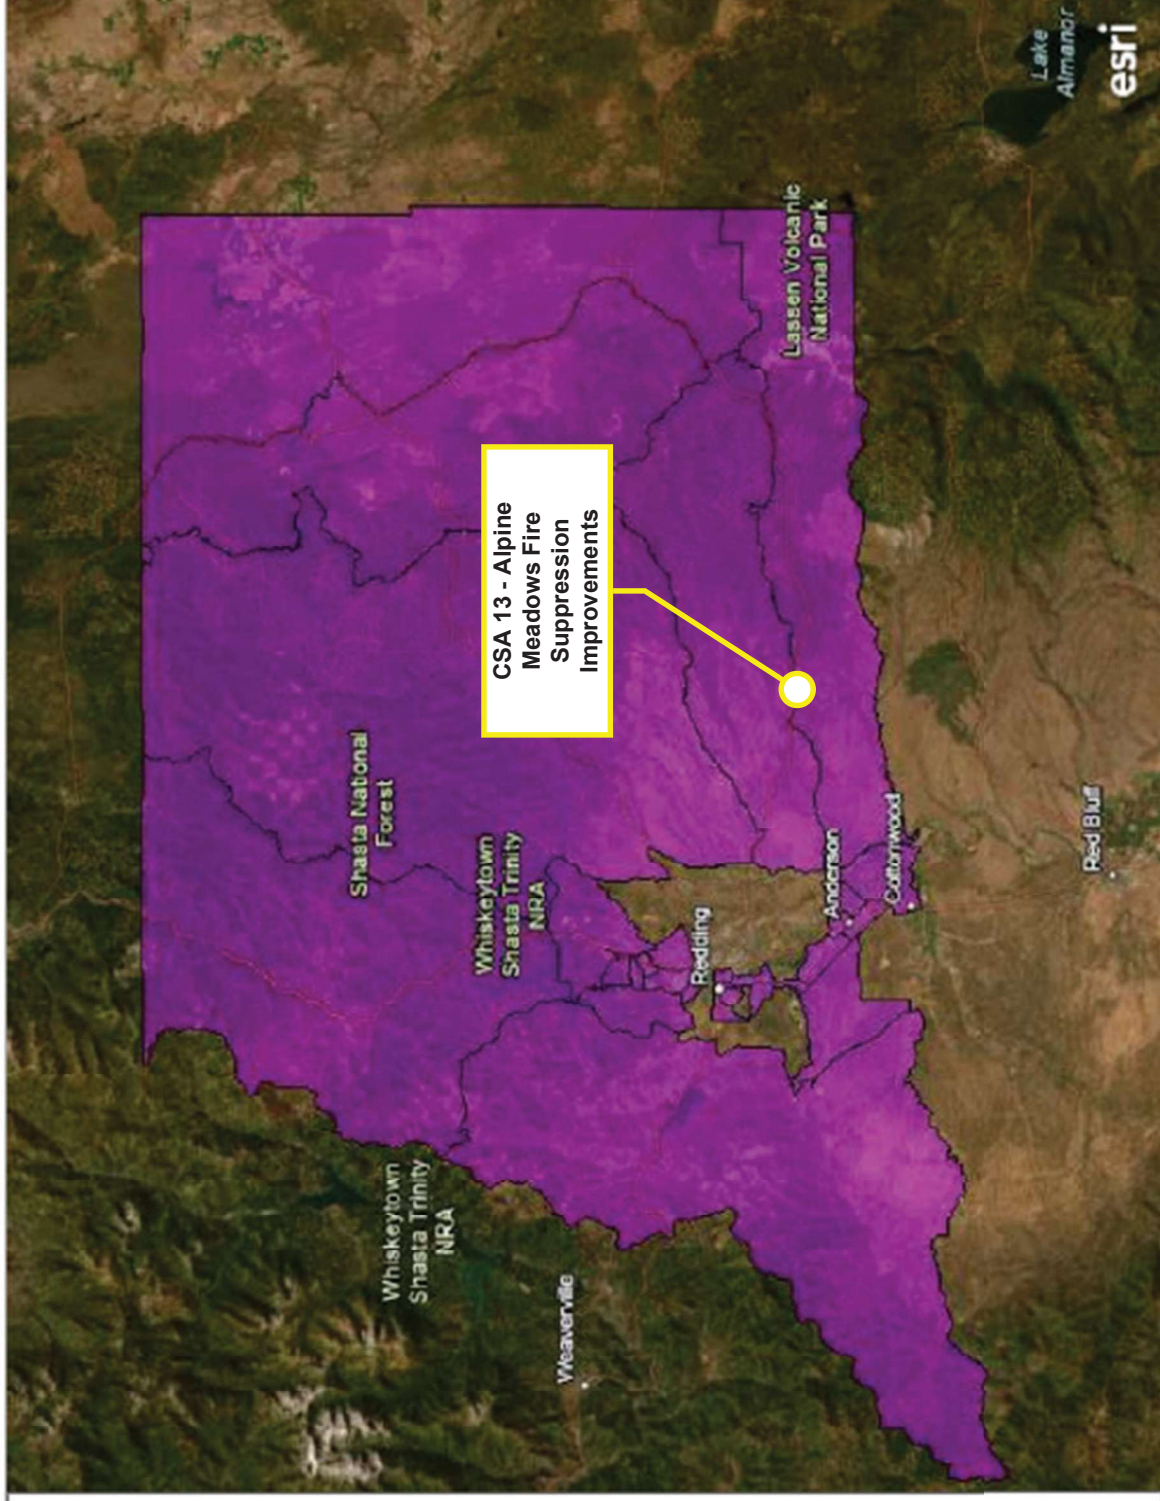 Shasta National
Forest
CSA 13 - Alpine
Meadows Fire
Suppression
Improvements
Whiskeytown
Shasta Trinity
NRA
Whiskeytown
Shasta Trinity
NRA
Weaverville
Redding
Anderson
Cottonwood
Lassen Volcanic
National Park
Lake
Almanor
Red Bluff
esri